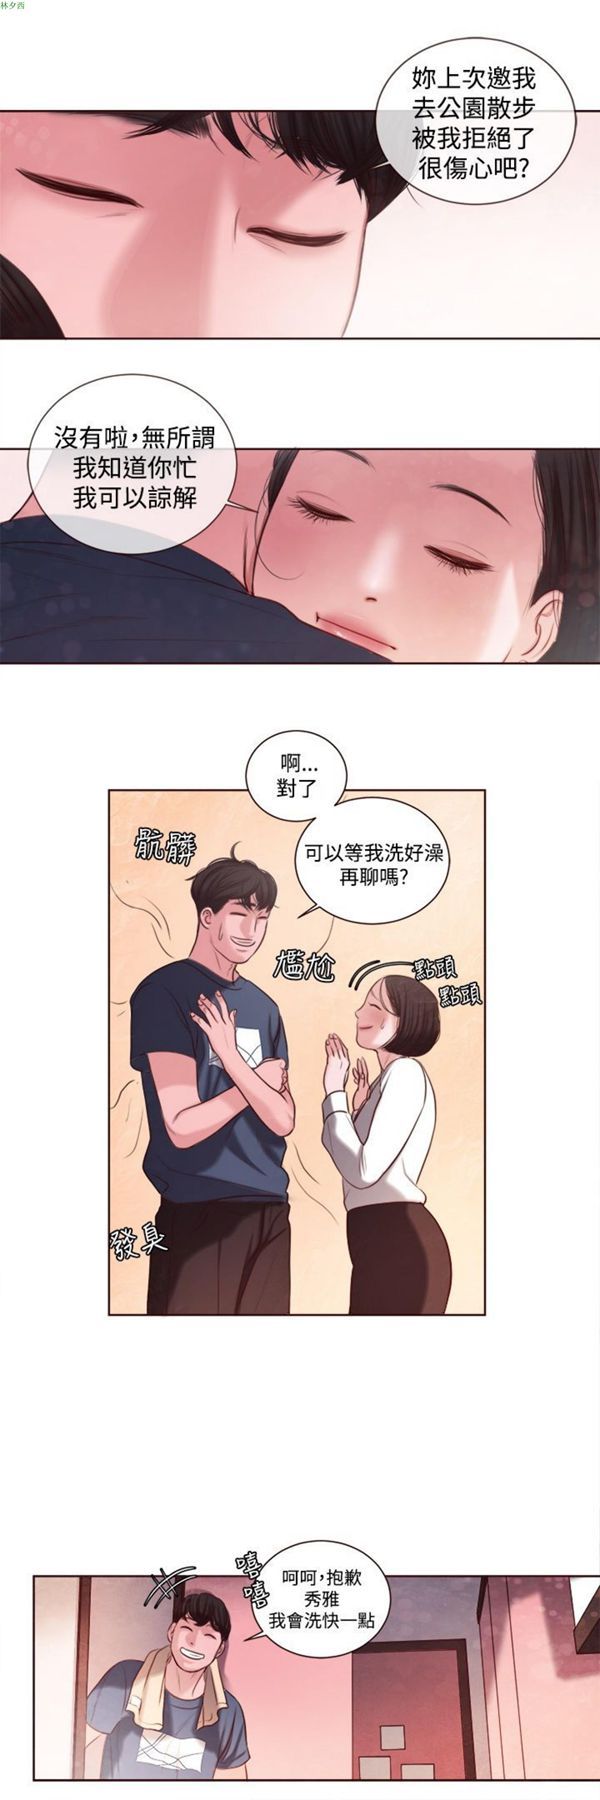 林夕西
妳上次邀我
去公園散步
被我拒絕了
很傷心吧?
沒有啦，無所謂
我知道你忙
我可以諒解
啊...
對了
可以等我洗好澡
再聊嗎?
骯髒
尷尬
點頭
點頭
發臭
嘻
嘻
呵呵，抱歉
秀雅
我會洗快一點